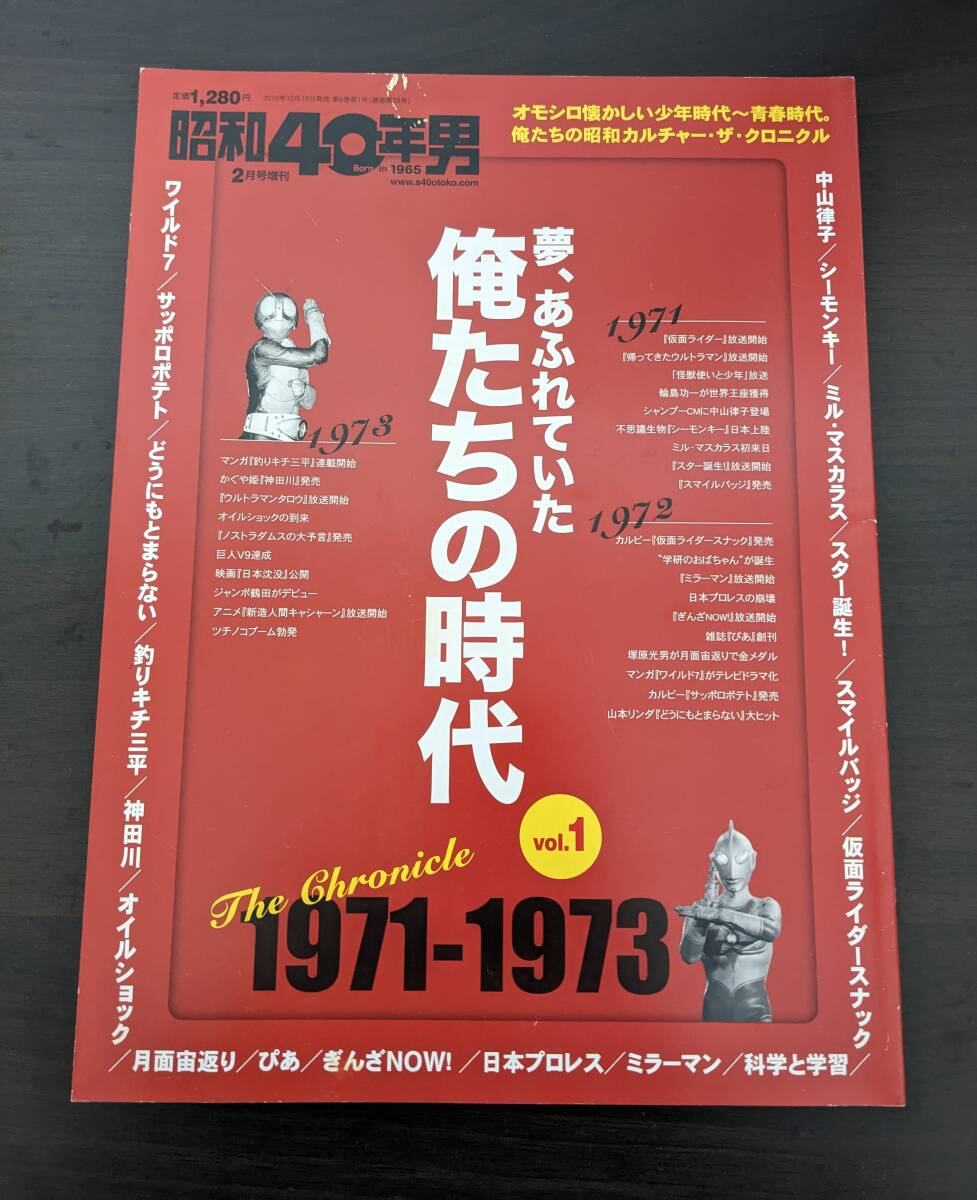 定価1,280円
2015年12月16日発売 第6巻第1号(通巻第35号)
昭和40年男
Born in 1965
2月号増刊
www.s40otoko.com
オモシロ懐かしい少年時代～青春時代。
俺たちの昭和カルチャー・ザ・クロニクル
中山律子／シーモンキー／ミル・マスカラス／スター誕生！／スマイルバッジ／仮面ライダースナック／
夢、あふれていた
俺たちの時代
1971
『仮面ライダー』放送開始
『帰ってきたウルトラマン』放送開始
「怪獣使いと少年」放送
輪島功一が世界王座獲得
シャンプーCMに中山律子登場
不思議生物『シーモンキー』日本上陸
ミル・マスカラス初来日
『スター誕生!』放送開始
『スマイルバッジ』発売
1972
カルビー『仮面ライダースナック』発売
“学研のおばちゃん”が誕生
『ミラーマン』放送開始
日本プロレスの崩壊
『ぎんざNOW!』放送開始
雑誌『ぴあ』創刊
塚原光男が月面宙返りで金メダル
マンガ『ワイルド7』がテレビドラマ化
カルビー『サッポロポテト』発売
山本リンダ『どうにもとまらない』大ヒット
1973
マンガ『釣りキチ三平』連載開始
かぐや姫『神田川』発売
『ウルトラマンタロウ』放送開始
オイルショックの到来
『ノストラダムスの大予言』発売
巨人V9達成
映画『日本沈没』公開
ジャンボ鶴田がデビュー
アニメ『新造人間キャシャーン』放送開始
ツチノコブーム勃発
ワイルド7／サッポロポテト／どうにもとまらない／釣りキチ三平／神田川／オイルショック
vol.1
The Chronicle
1971-1973
／月面宙返り／ぴあ／ぎんざNOW!／日本プロレス／ミラーマン／科学と学習／